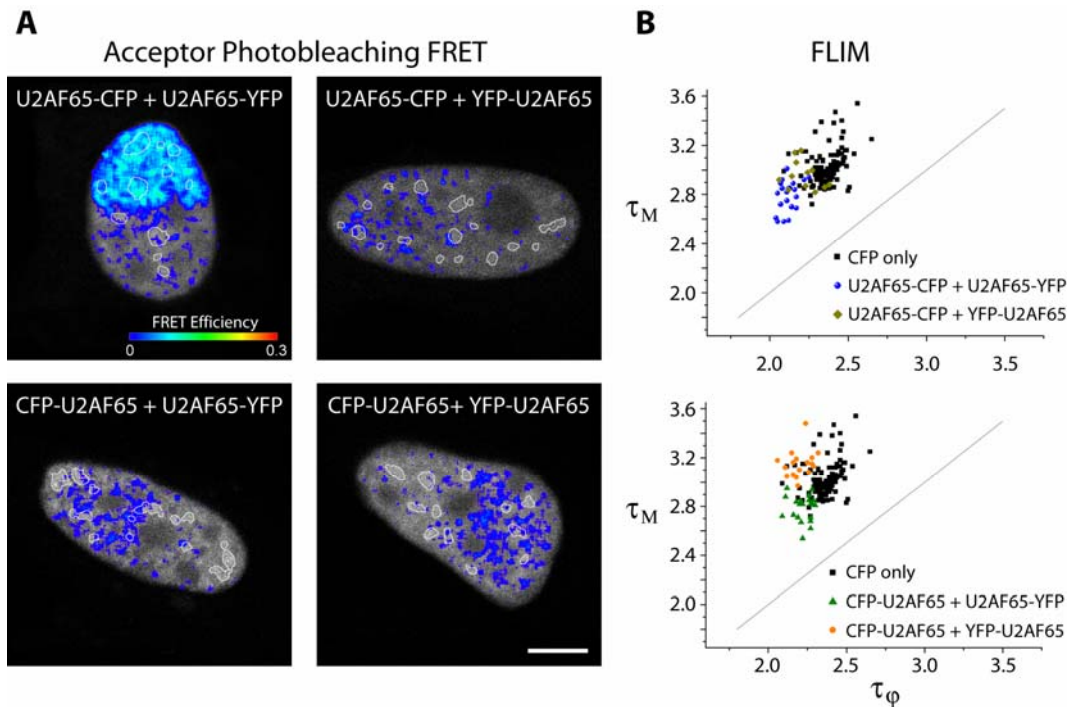 A
Acceptor Photobleaching FRET
U2AF65-CFP + U2AF65-YFP
U2AF65-CFP + YFP-U2AF65
FRET Efficiency
0
0.3
CFP-U2AF65 + U2AF65-YFP
CFP-U2AF65+ YFP-U2AF65
B
FLIM
3.6
3.2
2.8
2.4
2.0
τM
CFP only
U2AF65-CFP + U2AF65-YFP
U2AF65-CFP + YFP-U2AF65
2.0 2.5 3.0 3.5
3.6
3.2
2.8
2.4
2.0
τM
CFP only
CFP-U2AF65 + U2AF65-YFP
CFP-U2AF65 + YFP-U2AF65
2.0 2.5 3.0 3.5
τφ